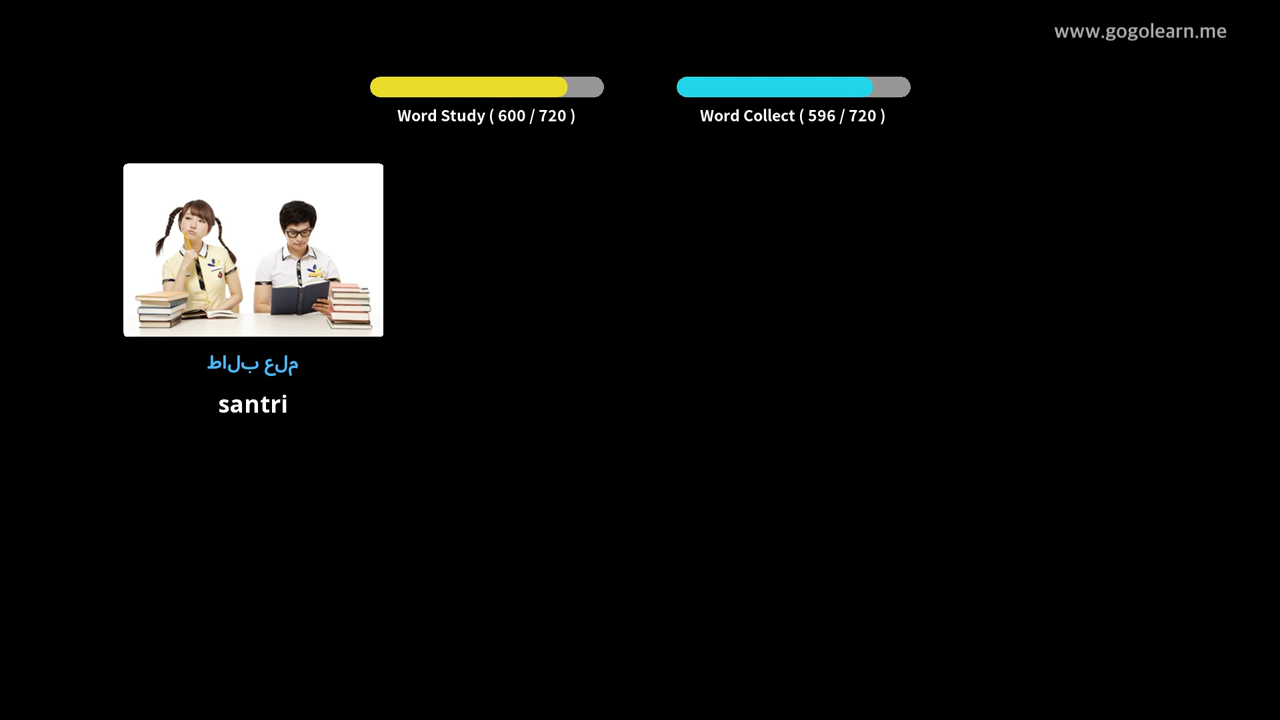 www.gogolearn.me
Word Study ( 600 / 720 )
Word Collect ( 596 / 720 )
طالب علم
santri